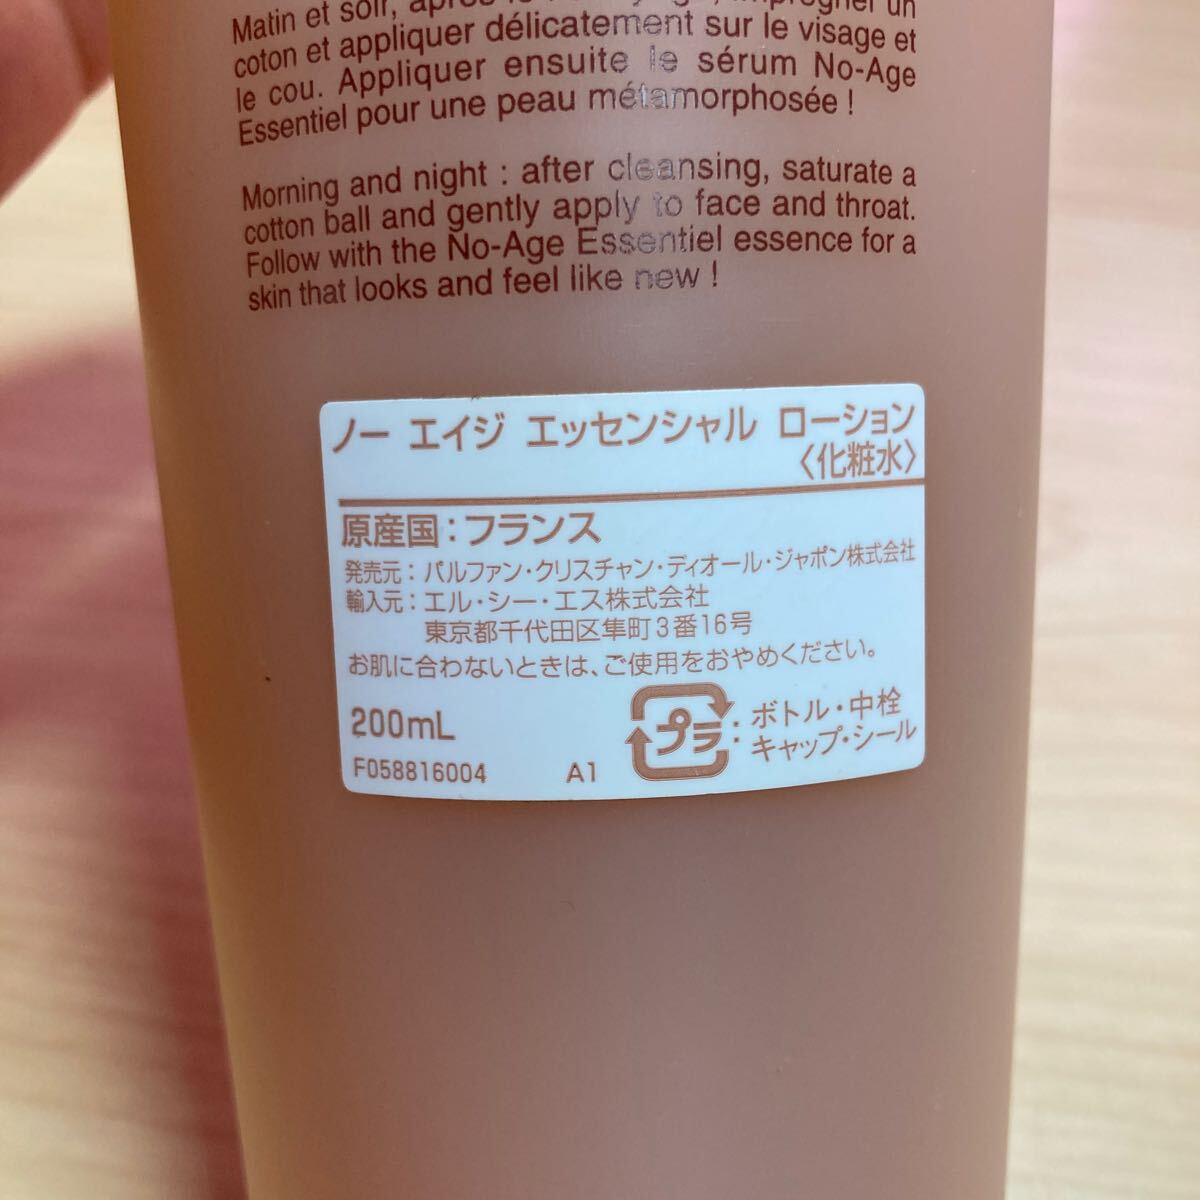 Matin et soir, après le imprégner un
coton et appliquer délicatement sur le visage et
le cou. Appliquer ensuite le sérum No-Age
Essentiel pour une peau métamorphosée !
Morning and night : after cleansing, saturate a
cotton ball and gently apply to face and throat.
Follow with the No-Age Essentiel essence for a
skin that looks and feel like new !
ノー エイジ エッセンシャル ローション
〈化粧水〉
原産国：フランス
発売元：パルファン・クリスチャン・ディオール・ジャポン株式会社
輸入元：エル・シー・エス株式会社
東京都千代田区隼町3番16号
お肌に合わないときは、ご使用をおやめください。
200mL
プラ：ボトル・中栓
：キャップ・シール
F058816004 A1